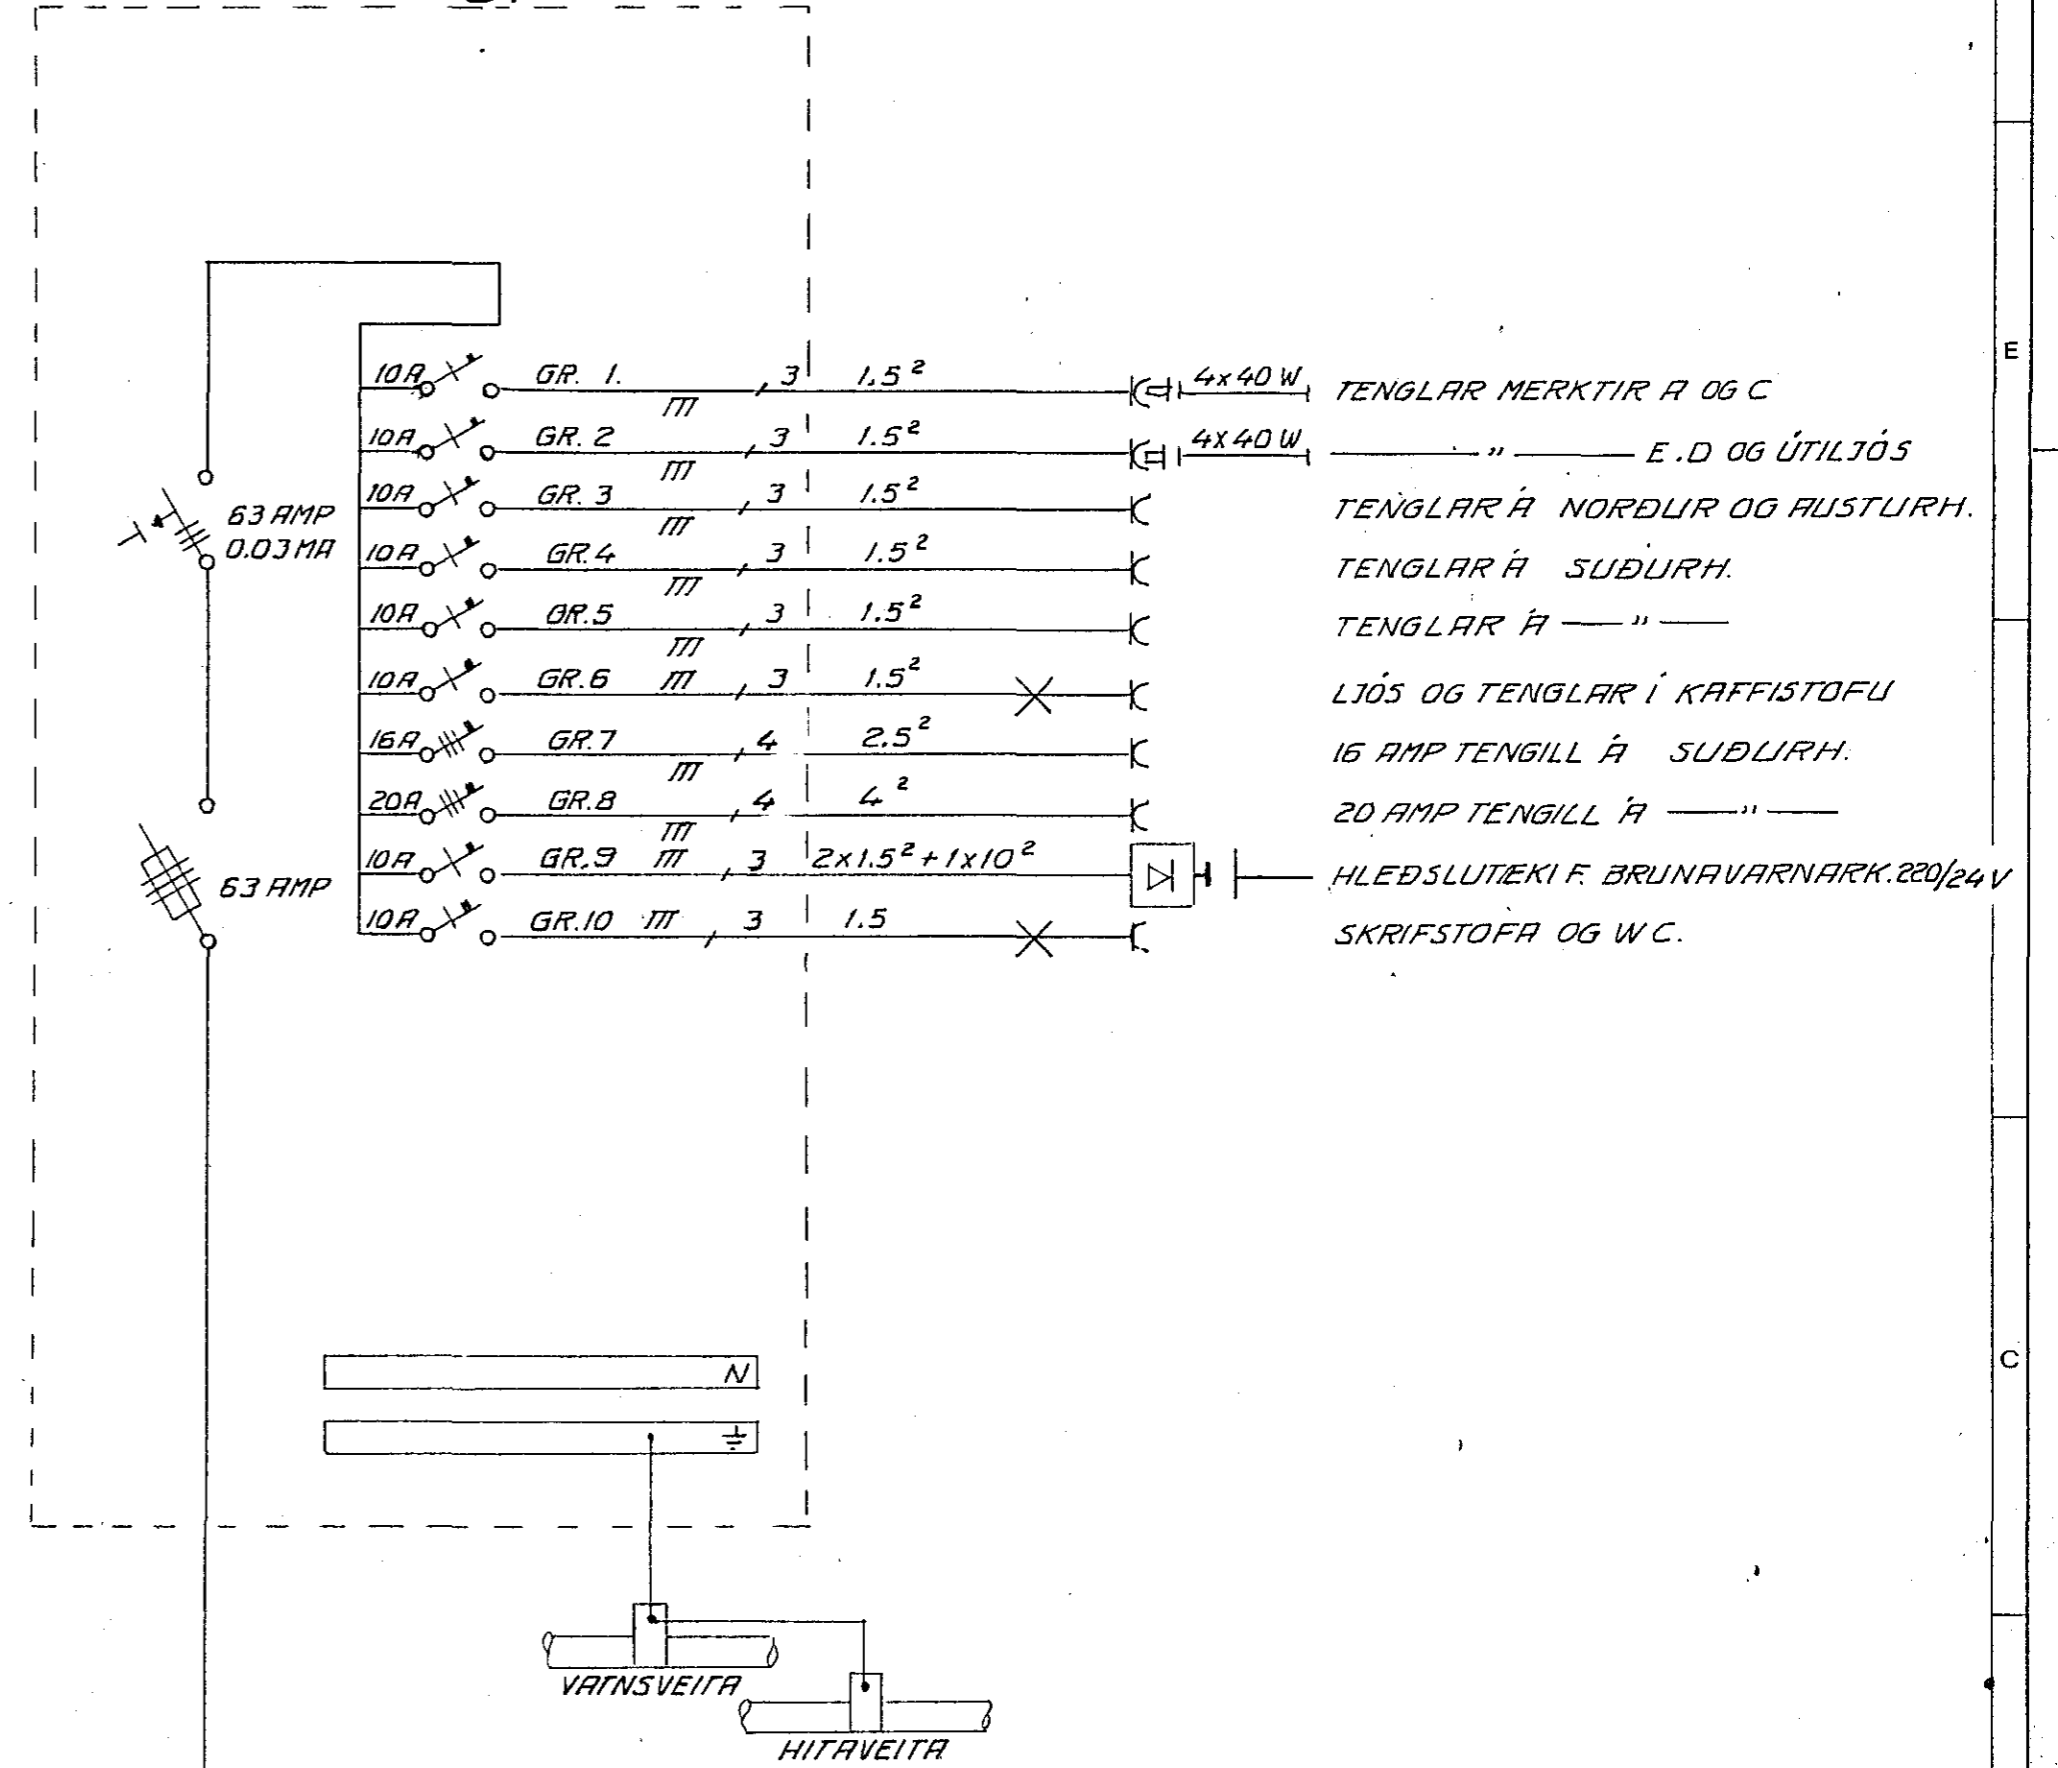 E
10A GR. 1. 3 1.5² 4x40W TENGLAR MERKTIR A OG C
10A GR. 2 3 1.5² 4x40W —— " —— E.D OG ÚTILJÓS
10A GR. 3 3 1.5² TENGLAR Á NORÐUR OG AUSTURH.
63 AMP
0.03 MA
10A GR.4 3 1.5² TENGLAR Á SUÐURH.
10A GR.5 3 1.5² TENGLAR Á —— " ——
10A GR.6 3 1.5² LJÓS OG TENGLAR Í KAFFISTOFU
16A GR.7 4 2.5² 16 AMP TENGILL Á SUÐURH.
20A GR.8 4 4² 20 AMP TENGILL Á —— " ——
10A GR.9 3 2x1.5² + 1x10² HLEÐSLUTÆKI F. BRUNAVARNARK. 220/24 V
63 AMP
10A GR.10 3 1.5 SKRIFSTOFA OG WC.
N
C
VATNSVEITA
HITAVEITA